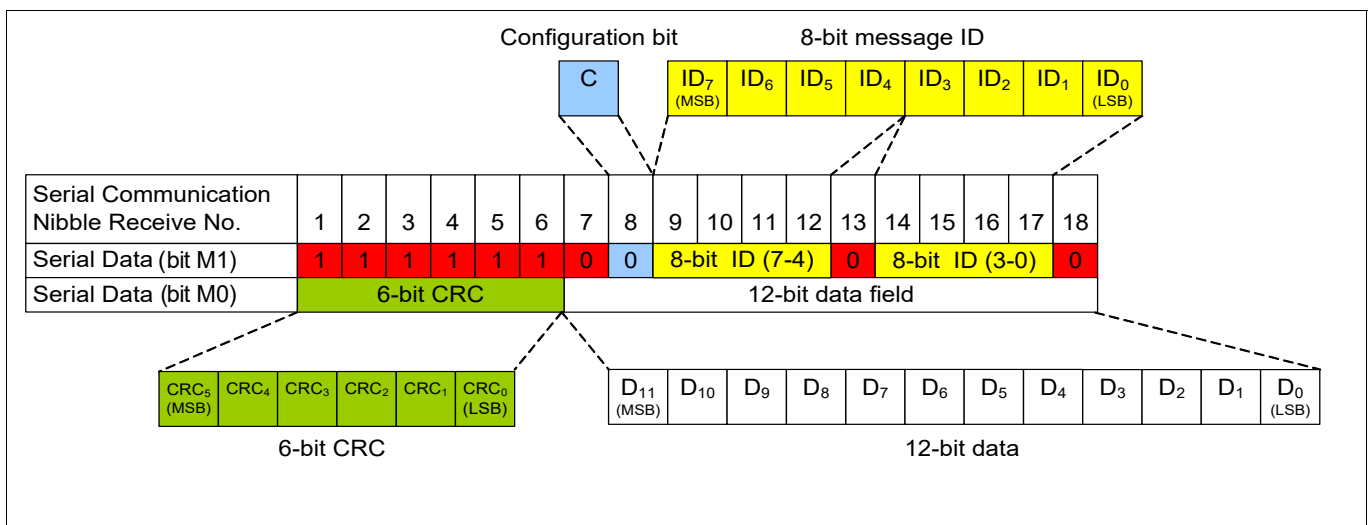 Configuration bit 8-bit message ID
C ID₇ ID₆ ID₅ ID₄ ID₃ ID₂ ID₁ ID₀
(MSB) (LSB)
Serial Communication
Nibble Receive No. 1 2 3 4 5 6 7 8 9 10 11 12 13 14 15 16 17 18
Serial Data (bit M1) 1 1 1 1 1 1 0 0 8-bit ID (7-4) 0 8-bit ID (3-0) 0
Serial Data (bit M0) 6-bit CRC 12-bit data field
CRC₅ CRC₄ CRC₃ CRC₂ CRC₁ CRC₀ D₁₁ D₁₀ D₉ D₈ D₇ D₆ D₅ D₄ D₃ D₂ D₁ D₀
(MSB) (LSB) (MSB) (LSB)
6-bit CRC 12-bit data